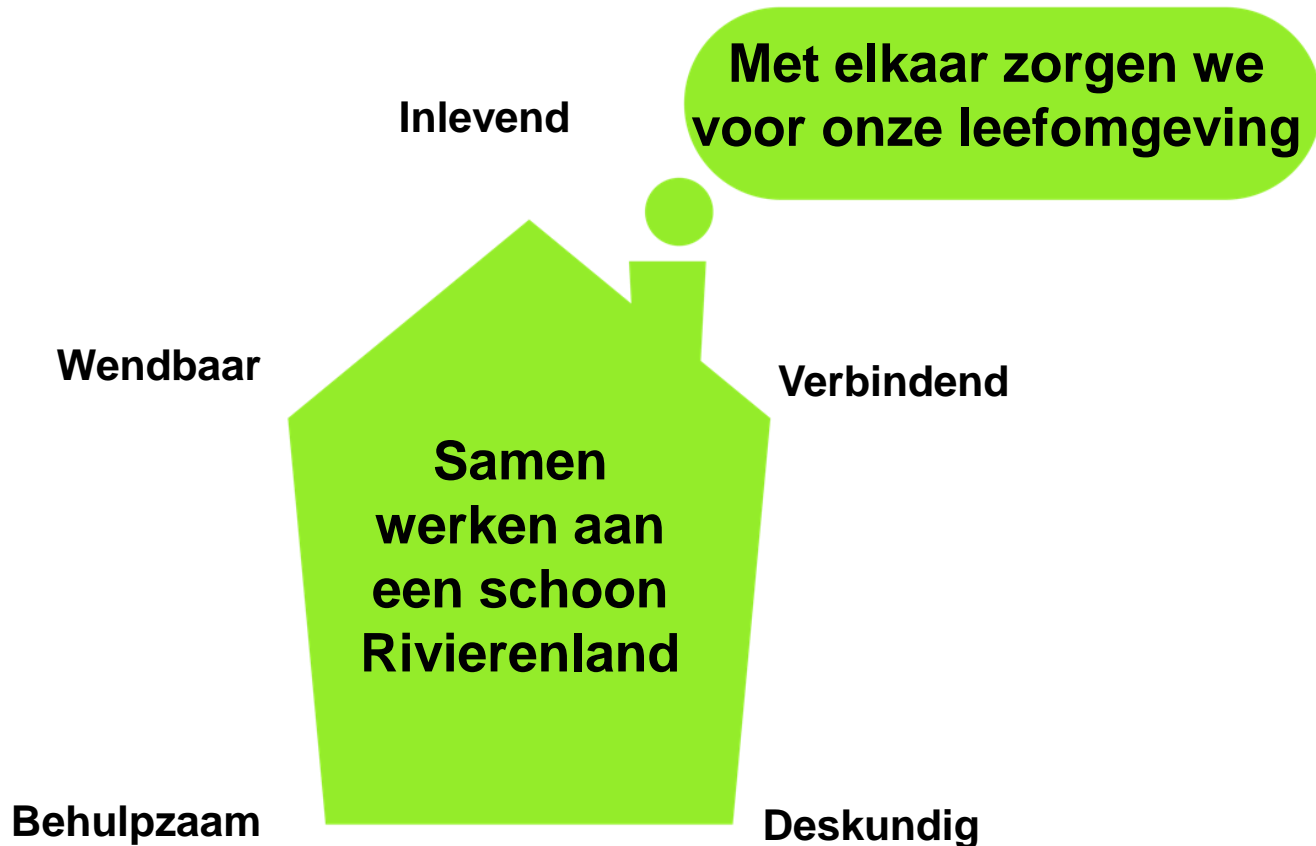 Met elkaar zorgen we
voor onze leefomgeving
Inlevend
Wendbaar
Verbindend
Samen
werken aan
een schoon
Rivierenland
Behulpzaam
Deskundig